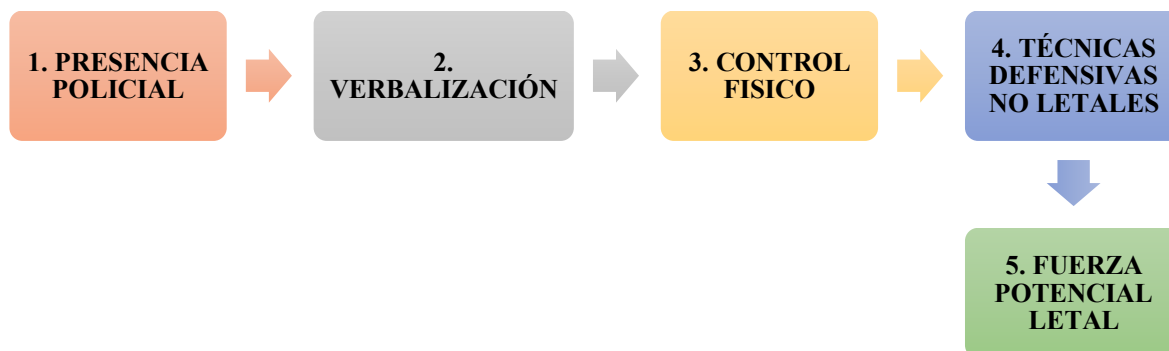 1. PRESENCIA
POLICIAL
2.
VERBALIZACIÓN
3. CONTROL
FISICO
4. TÉCNICAS
DEFENSIVAS
NO LETALES
5. FUERZA
POTENCIAL
LETAL